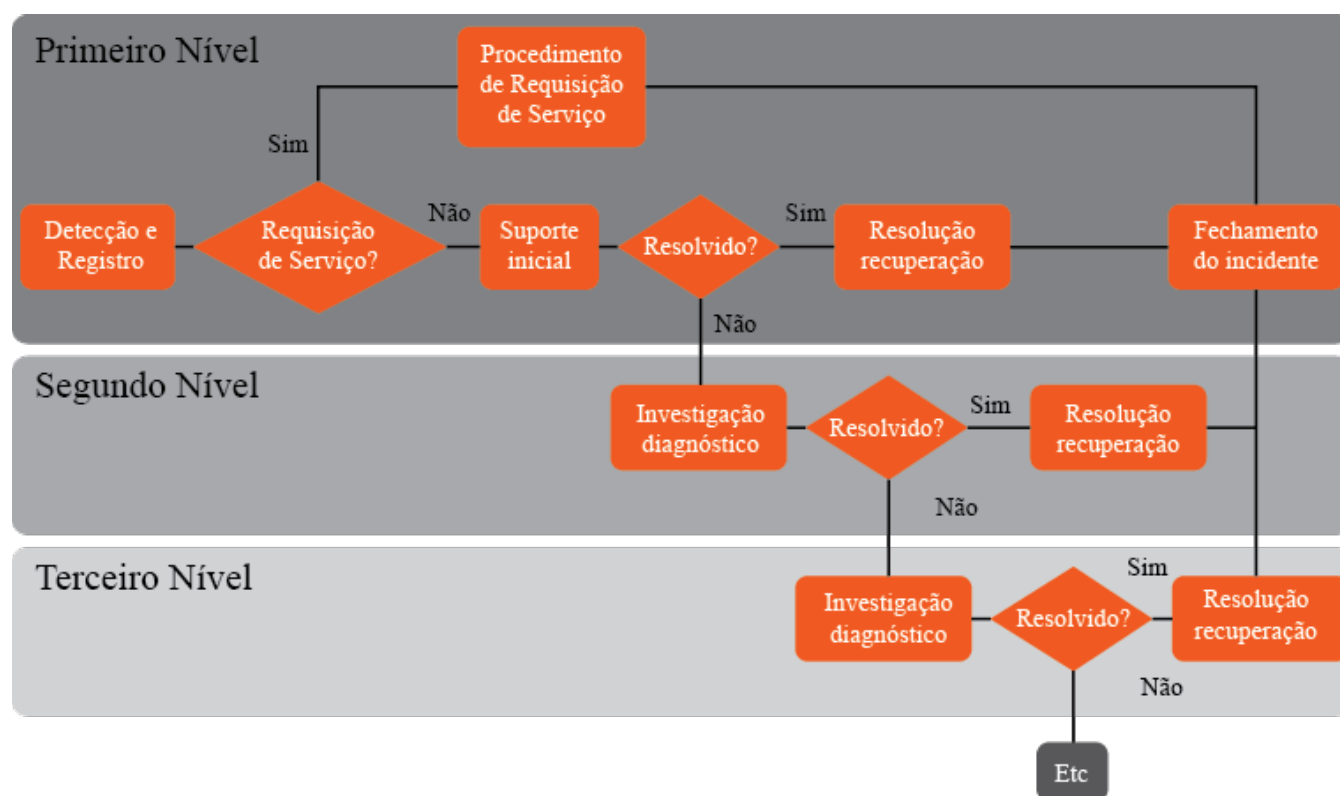 Primeiro Nível
Procedimento
de Requisição
de Serviço
Sim
Detecção e
Registro
Requisição
de Serviço?
Não
Suporte
inicial
Resolvido?
Sim
Resolução
recuperação
Fechamento
do incidente
Não
Segundo Nível
Investigação
diagnóstico
Resolvido?
Sim
Resolução
recuperação
Não
Terceiro Nível
Investigação
diagnóstico
Resolvido?
Sim
Resolução
recuperação
Não
Etc